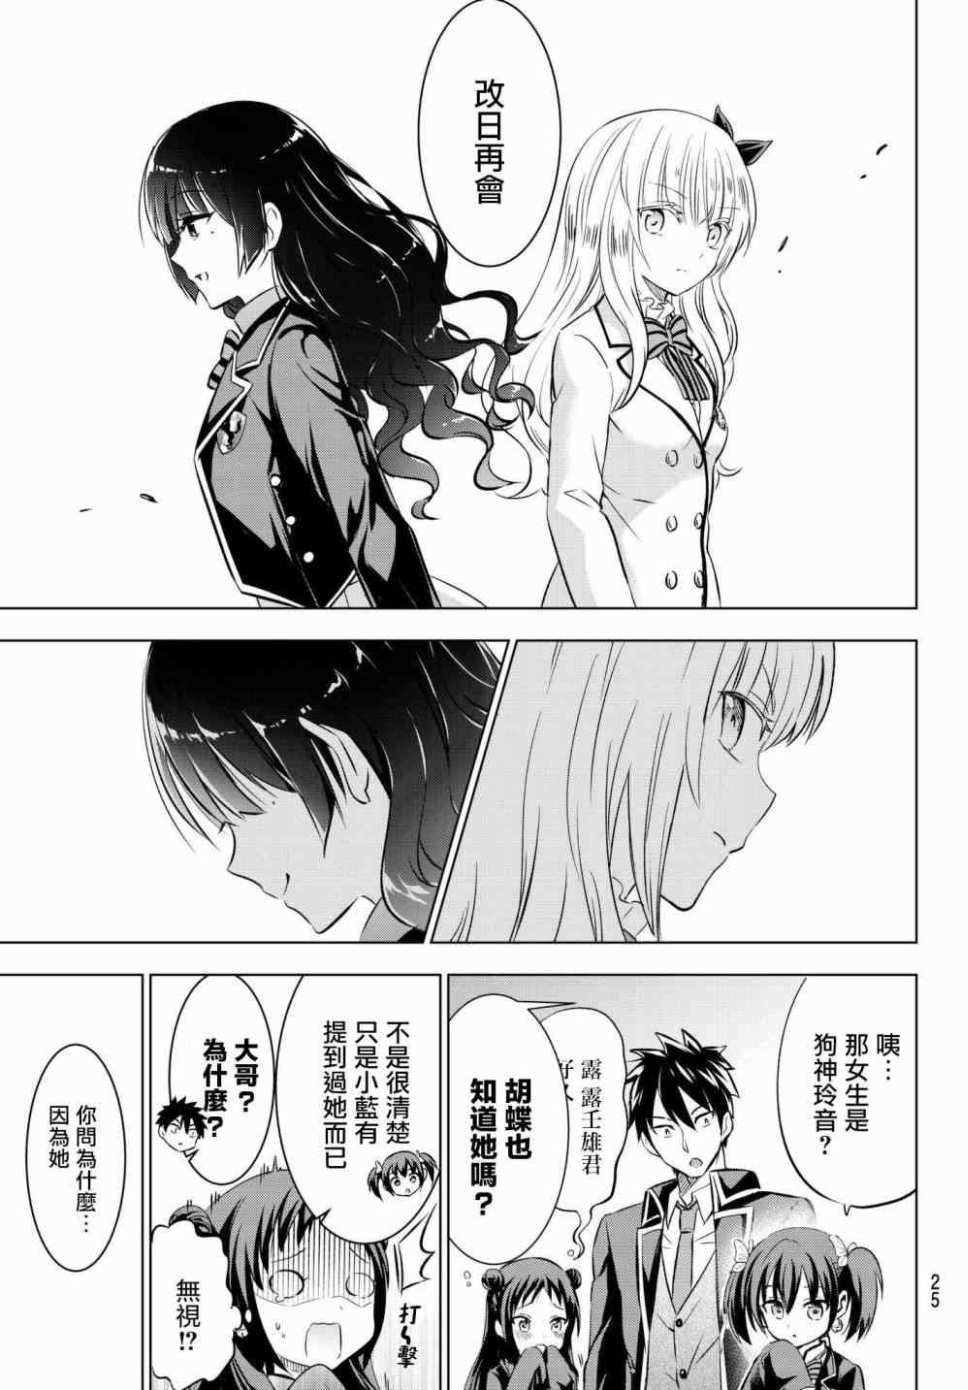 改日再會
咦…
那女生是
狗神玲音？
露 露壬雄君
胡蝶也
知道她嗎？
不是很清楚
只是小藍有
提到過她而已
大哥？
為什麼？
打擊
無視!?
你問為什麼…
因為她
25